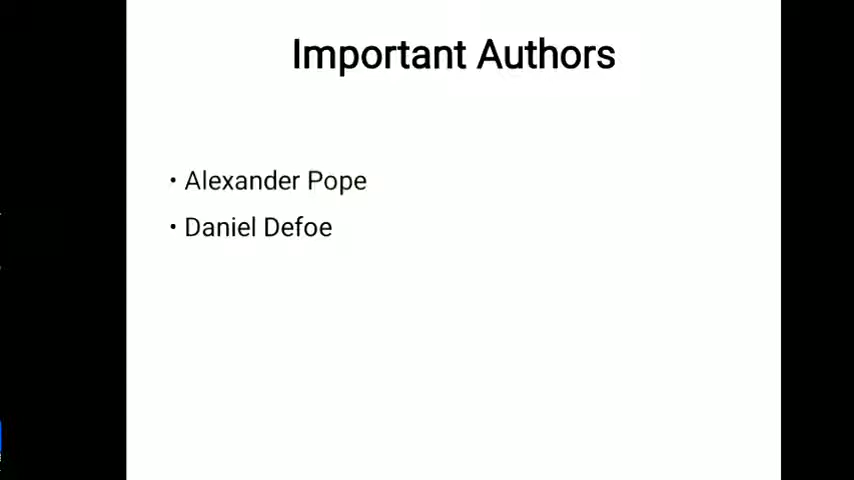 Important Authors
• Alexander Pope
• Daniel Defoe